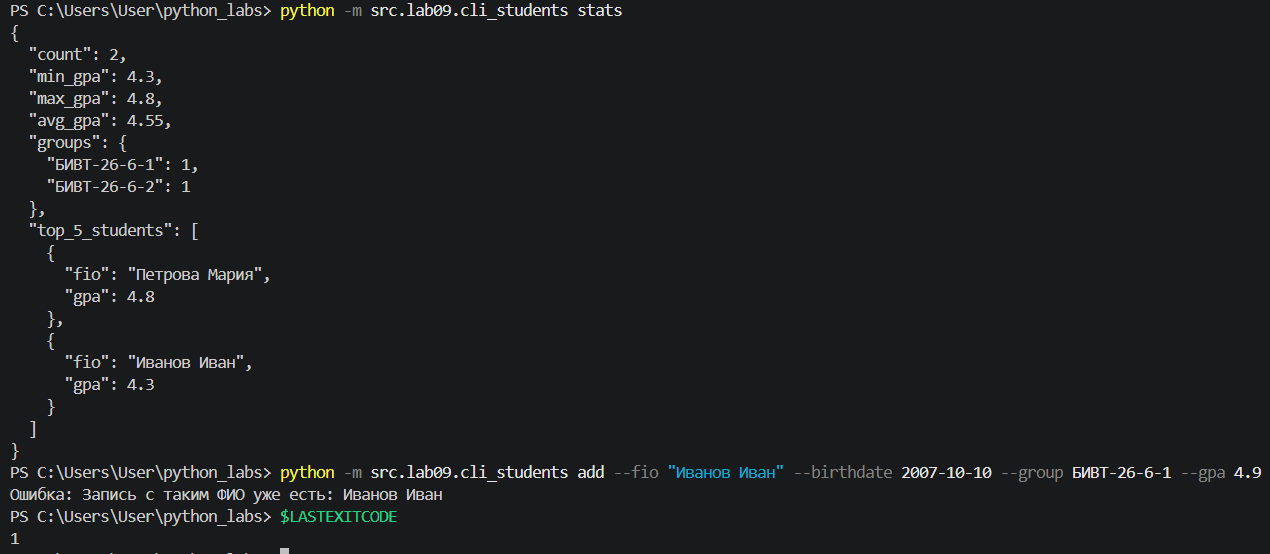 PS C:\Users\User\python_labs> python -m src.lab09.cli_students stats
{
  "count": 2,
  "min_gpa": 4.3,
  "max_gpa": 4.8,
  "avg_gpa": 4.55,
  "groups": {
    "БИВТ-26-6-1": 1,
    "БИВТ-26-6-2": 1
  },
  "top_5_students": [
    {
      "fio": "Петрова Мария",
      "gpa": 4.8
    },
    {
      "fio": "Иванов Иван",
      "gpa": 4.3
    }
  ]
}
PS C:\Users\User\python_labs> python -m src.lab09.cli_students add --fio "Иванов Иван" --birthdate 2007-10-10 --group БИВТ-26-6-1 --gpa 4.9
Ошибка: Запись с таким ФИО уже есть: Иванов Иван
PS C:\Users\User\python_labs> $LASTEXITCODE
1